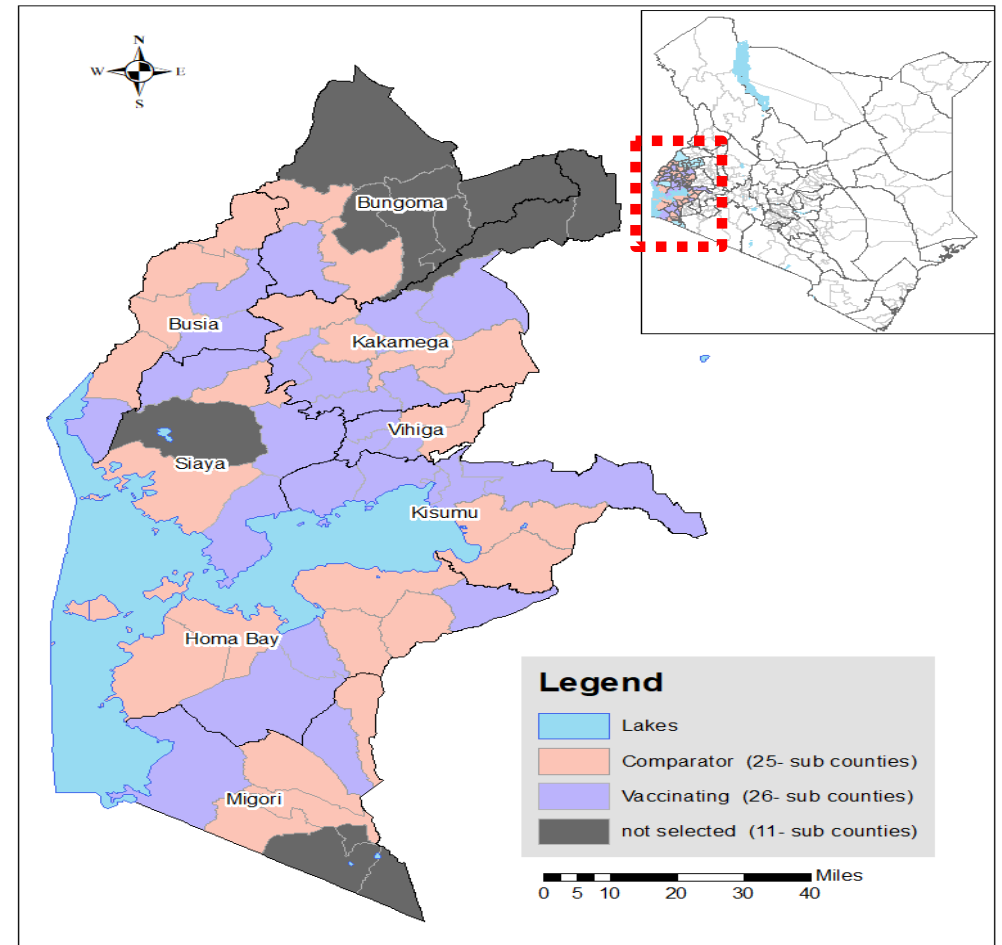 N
W E
S
Bungoma
Busia
Kakamega
Vihiga
Siaya
Kisumu
Homa Bay
Migori
Legend
Lakes
Comparator (25- sub counties)
Vaccinating (26- sub counties)
not selected (11- sub counties)
Miles
0 5 10 20 30 40